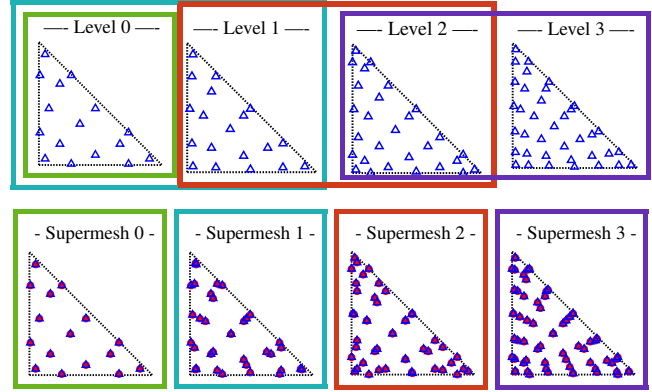 —- Level 0 —-
—- Level 1 —-
—- Level 2 —-
—- Level 3 —-
- Supermesh 0 -
- Supermesh 1 -
- Supermesh 2 -
- Supermesh 3 -